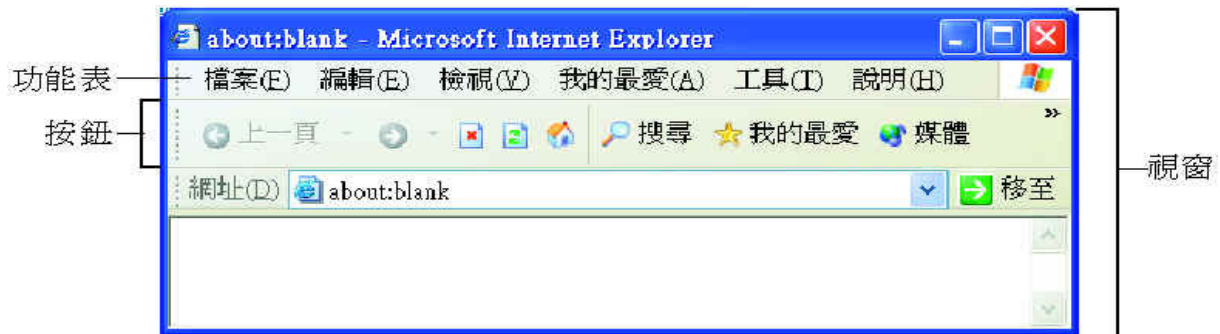 about:blank - Microsoft Internet Explorer
功能表
檔案(F) 編輯(E) 檢視(V) 我的最愛(A) 工具(T) 說明(H)
按鈕
上一頁 搜尋 我的最愛 媒體 »
視窗
網址(D) about:blank 移至